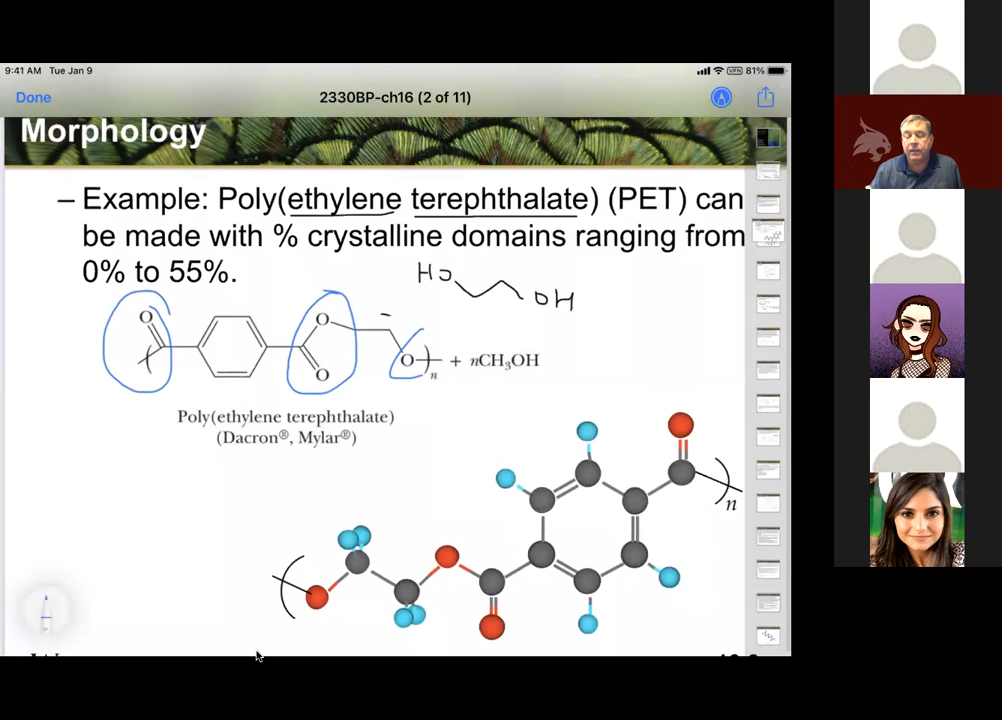 9:41 AM Tue Jan 9
VPN 81%
Done
2330BP-ch16 (2 of 11)
Morphology
– Example: Poly(ethylene terephthalate) (PET) can
be made with % crystalline domains ranging from
0% to 55%.
HO
OH
O
O
O
O
n
+ nCH3OH
Poly(ethylene terephthalate)
(Dacron®, Mylar®)
n